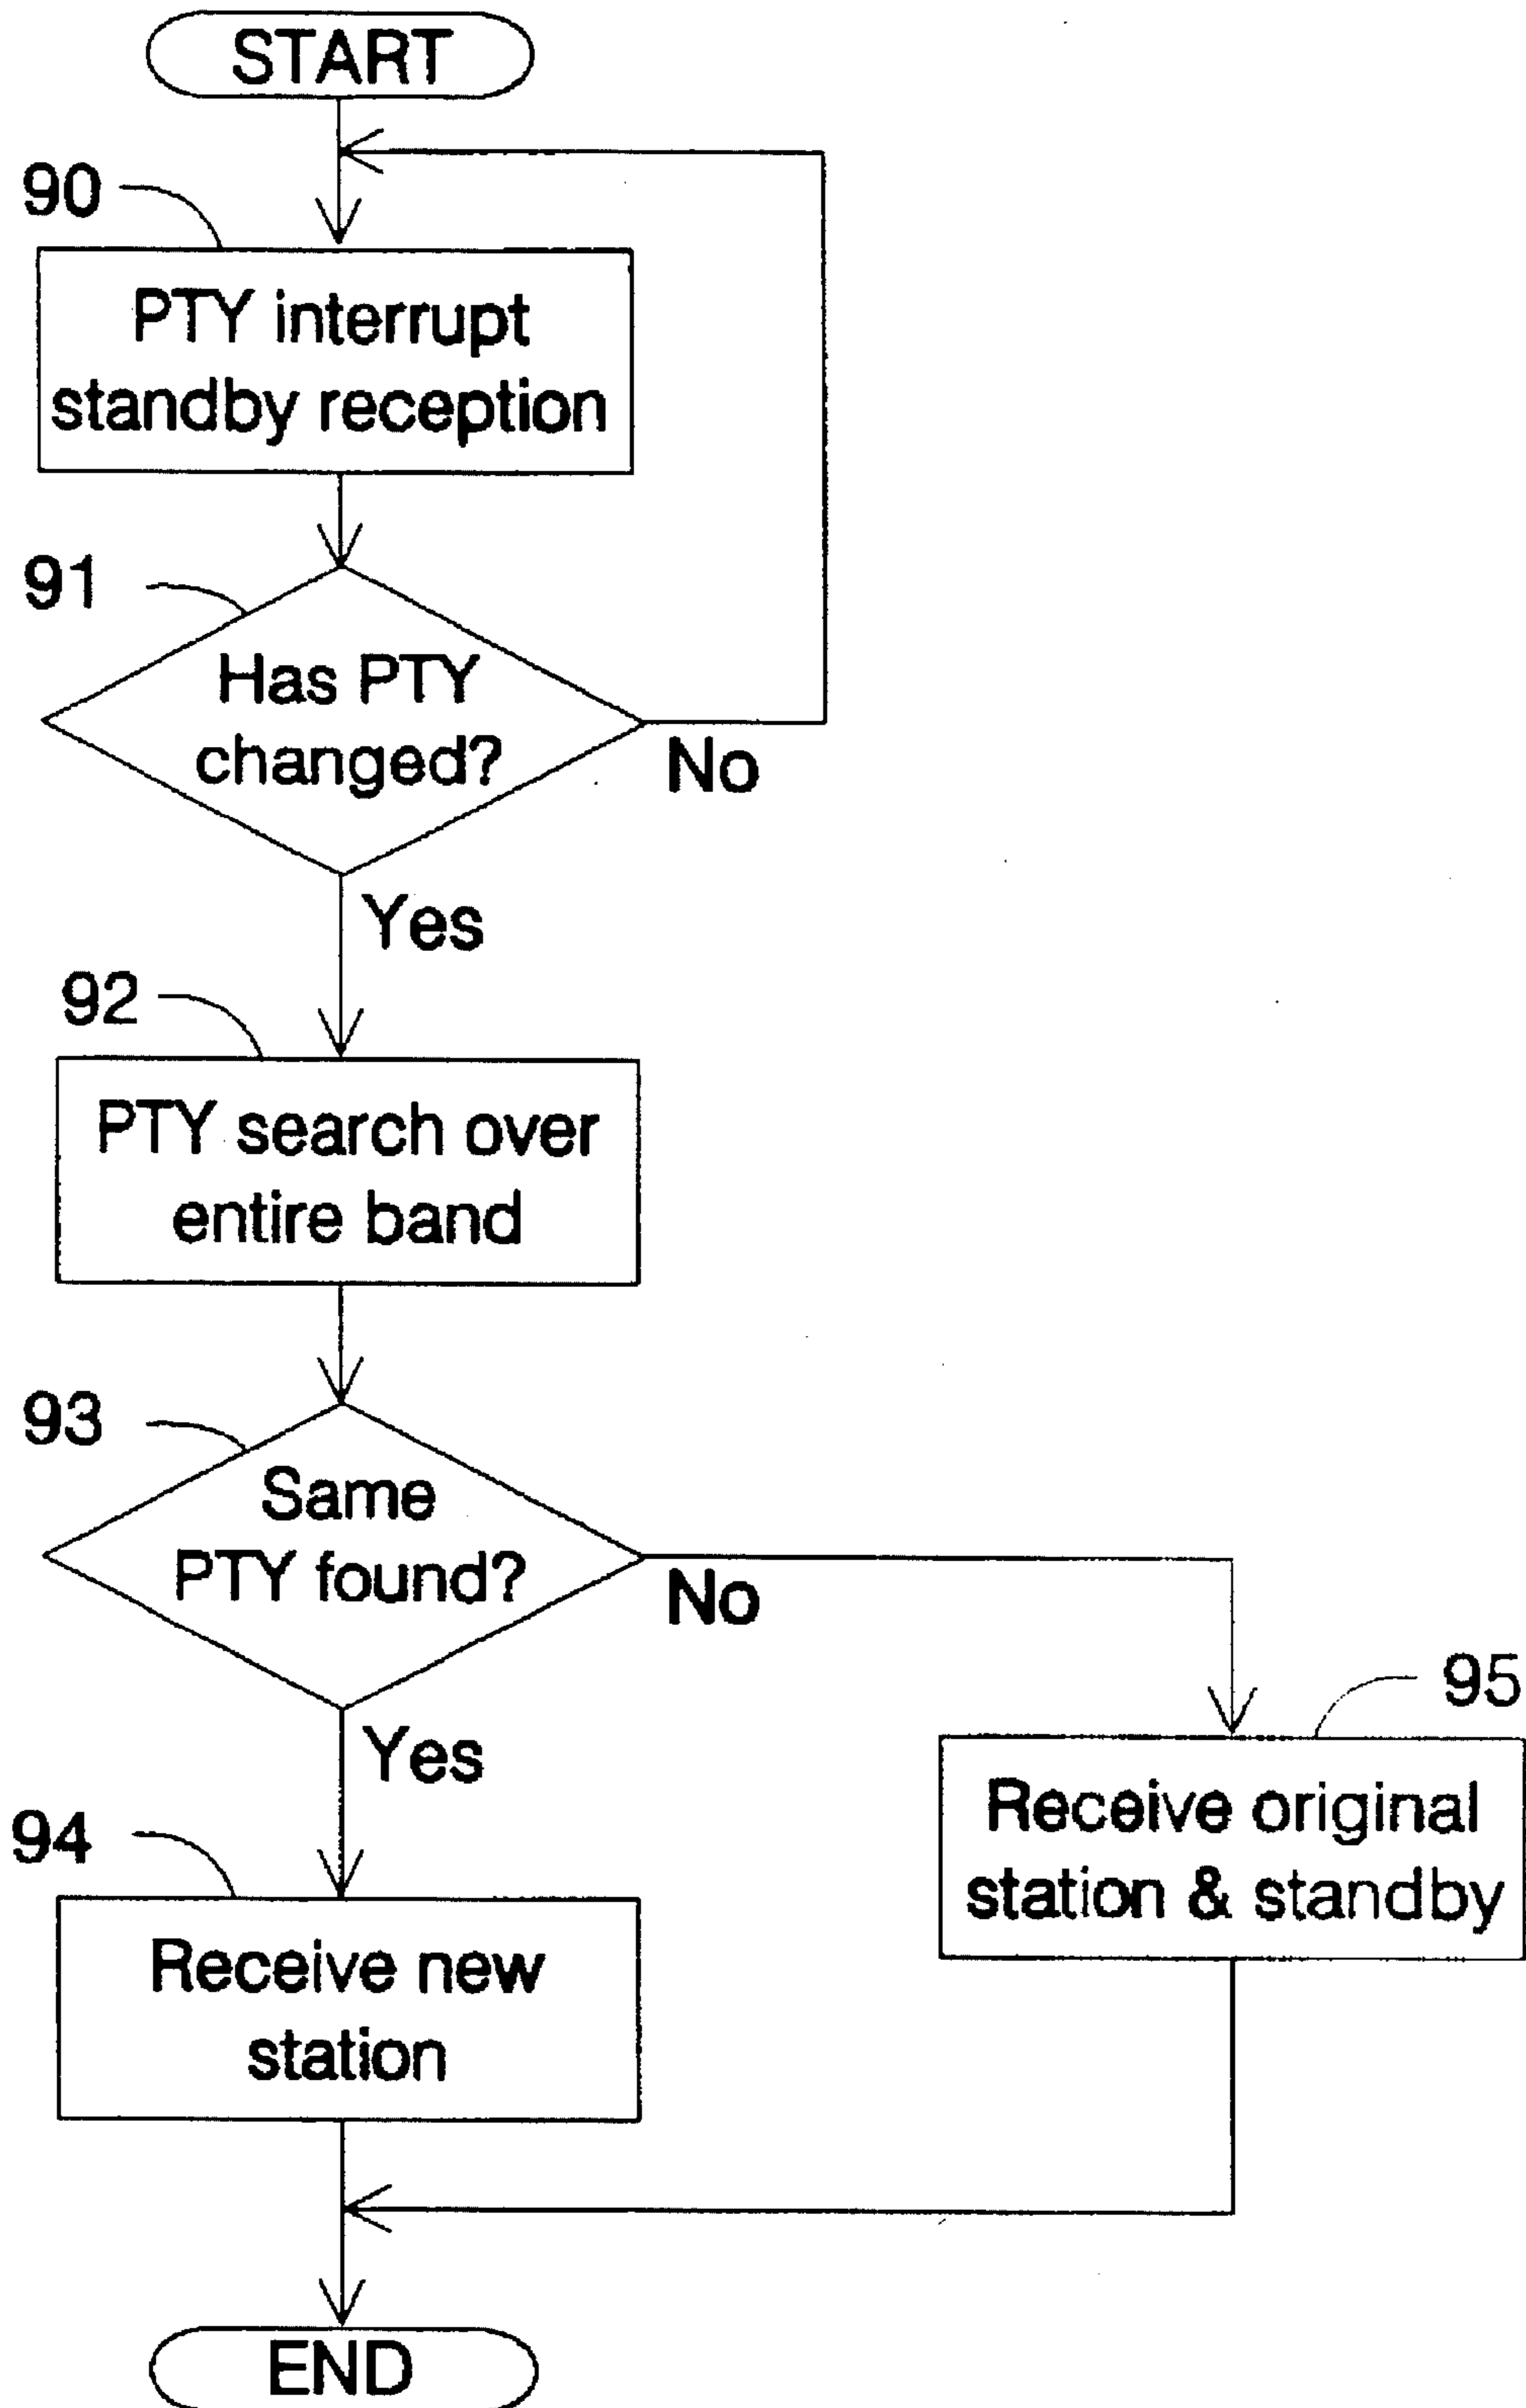 START
90
PTY interrupt
standby reception
91
Has PTY
changed?
No
Yes
92
PTY search over
entire band
93
Same
PTY found?
No
Yes
95
Receive original
station & standby
94
Receive new
station
END